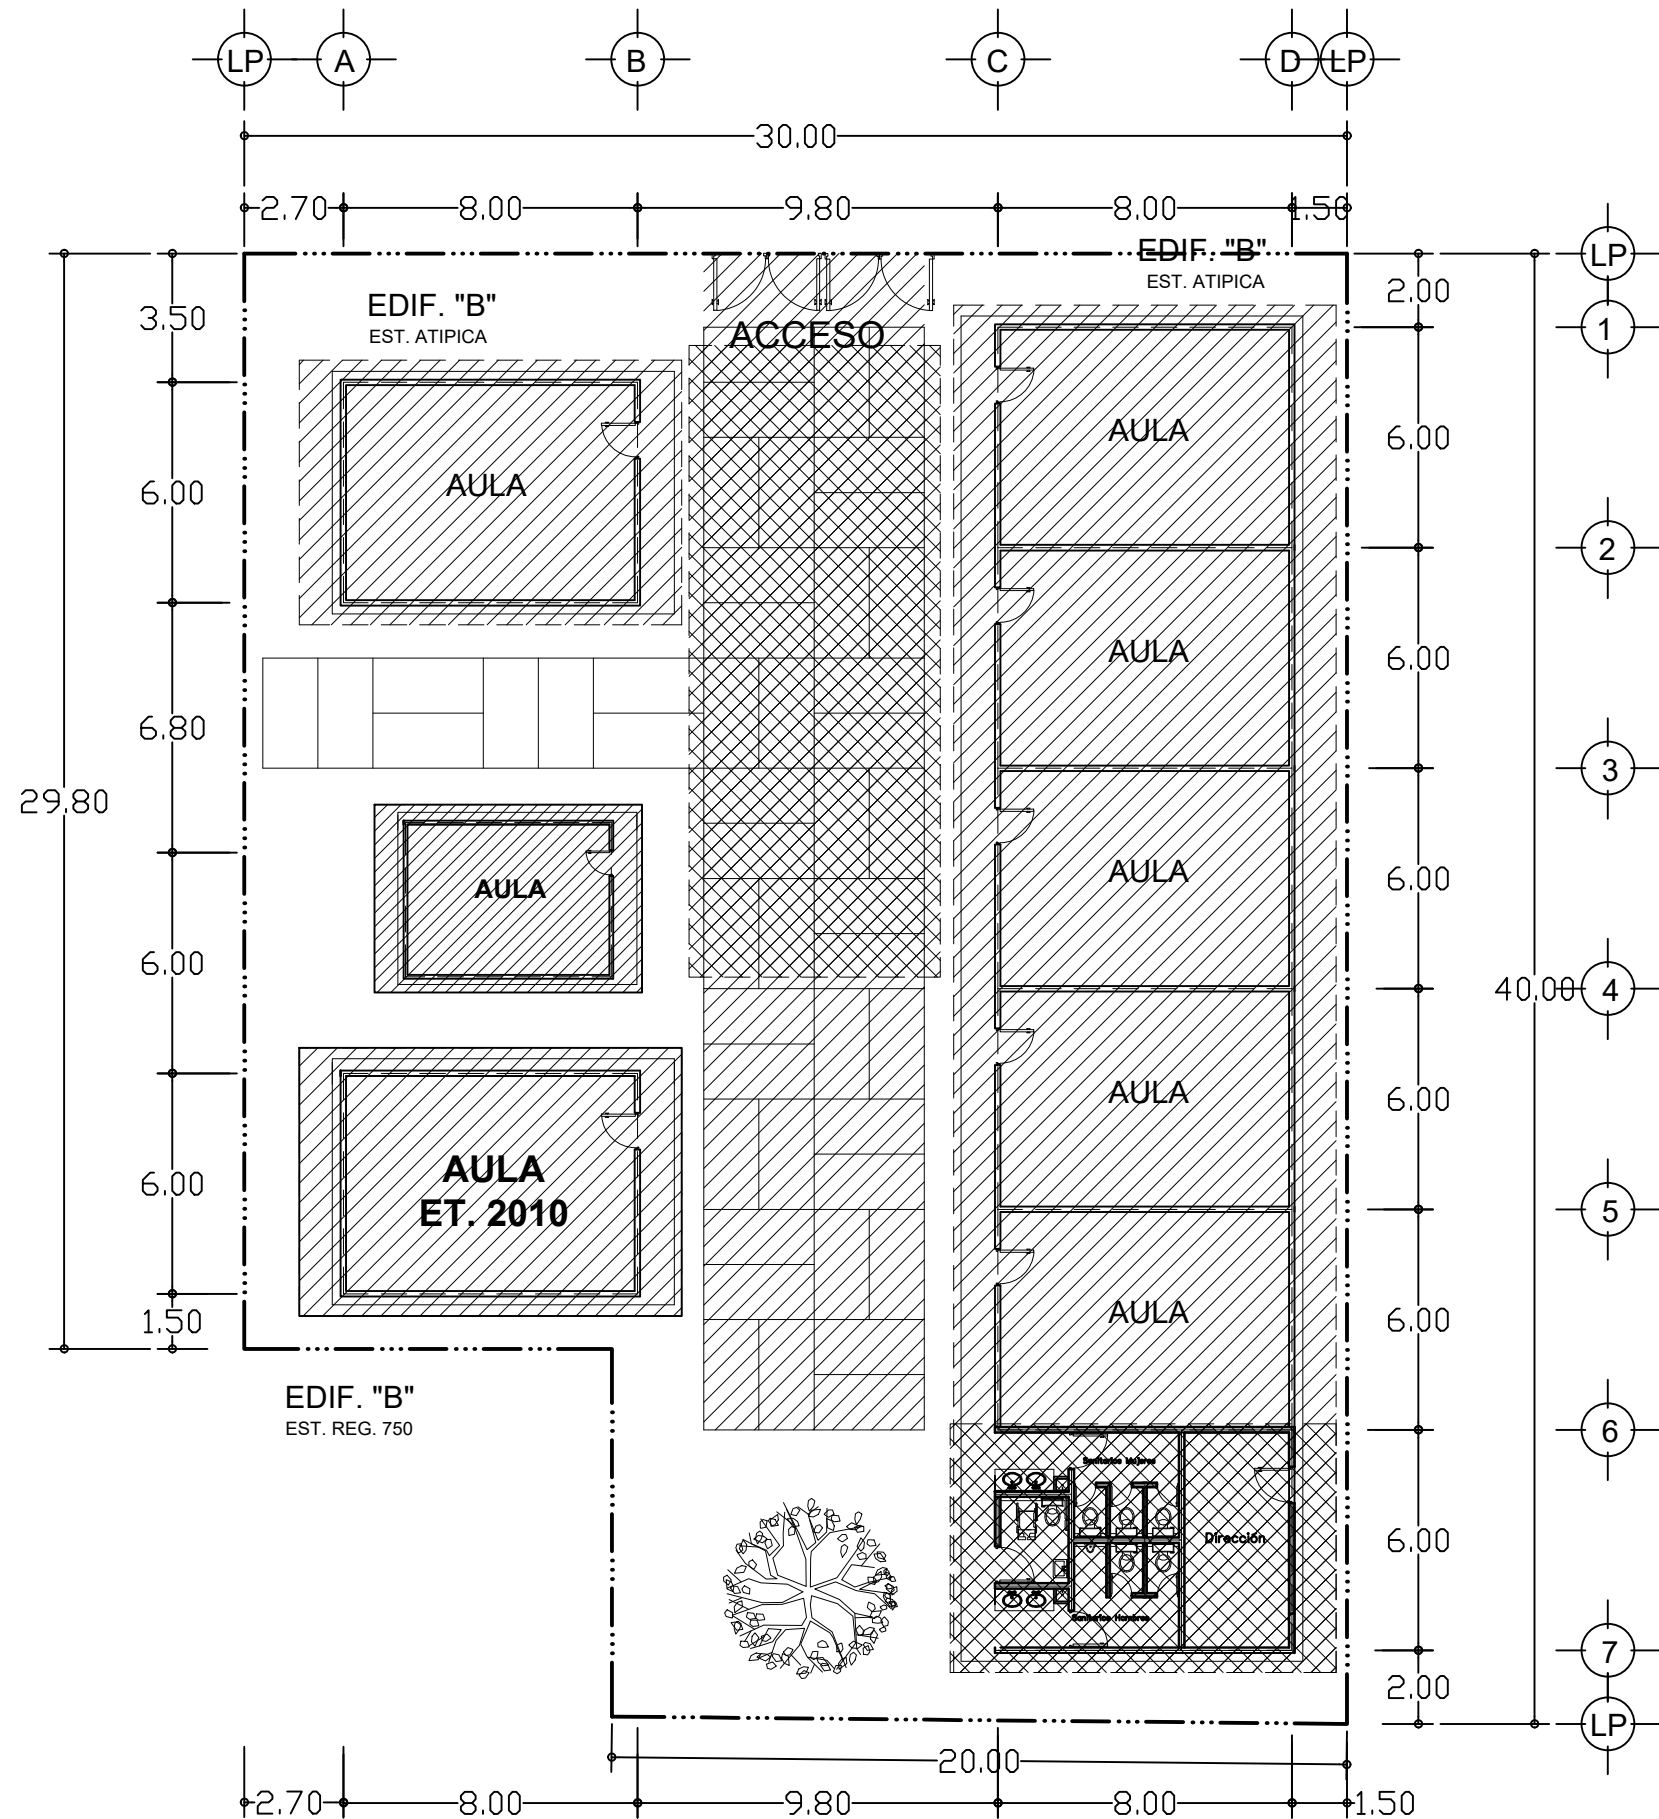 LP A B C D LP
30.00
2.70 8.00 9.80 8.00 1.50
EDIF. "B"
EST. ATIPICA
LP
2.00
3.50
EDIF. "B"
EST. ATIPICA
ACCESO
1
AULA
6.00
AULA
6.00
2
AULA
6.00
6.80
3
29.80
AULA
AULA
6.00
6.00
40.00
4
AULA
6.00
AULA
ET. 2010
6.00
5
AULA
6.00
1.50
EDIF. "B"
EST. REG. 750
6
Sanitarios Mujeres
Dirección
6.00
Sanitarios Hombres
7
2.00
LP
20.00
2.70 8.00 9.80 8.00 1.50